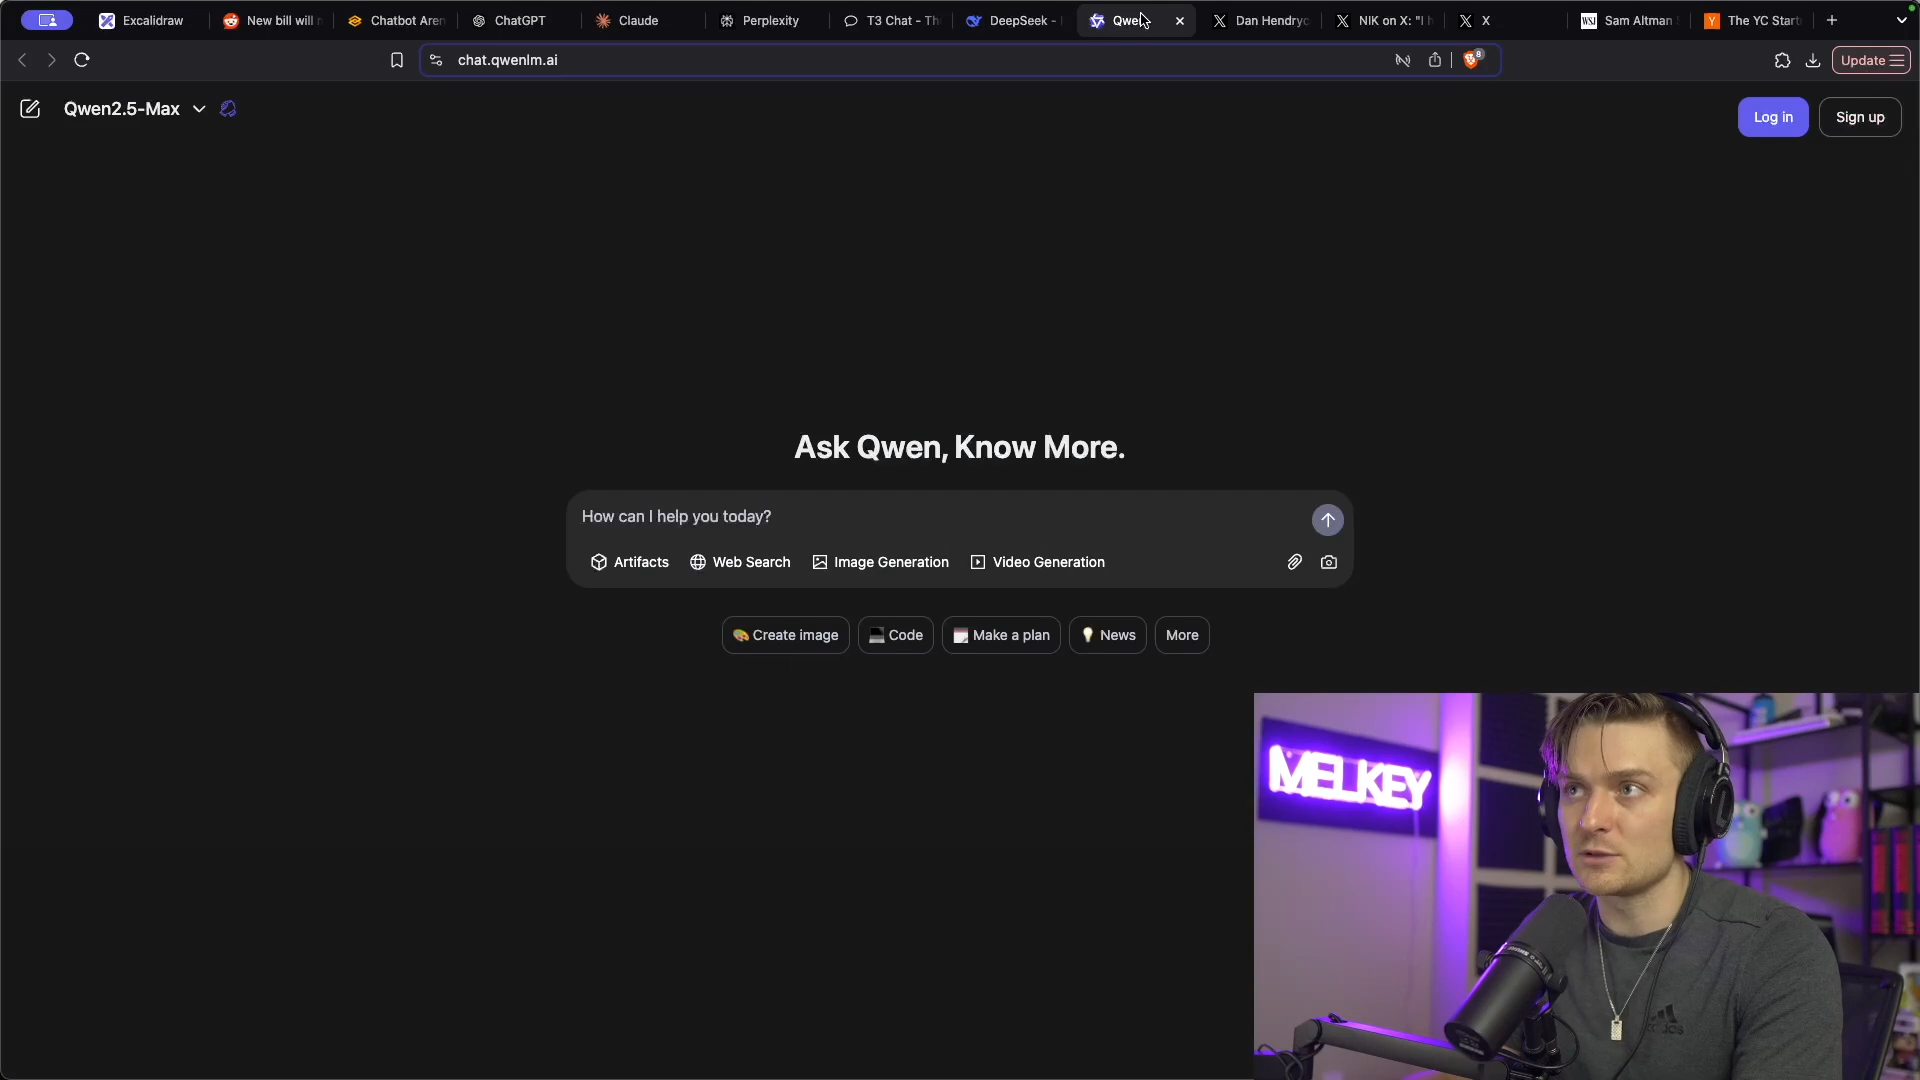 Excalidraw
New bill will
Chatbot Aren
ChatGPT
Claude
Perplexity
T3 Chat - Th
DeepSeek -
Qwen
Dan Hendryc
NIK on X: "I h
X
WSJ
Sam Altman
Y
The YC Start
chat.qwenlm.ai
8
Update
Qwen2.5-Max
Log in
Sign up
Ask Qwen, Know More.
How can I help you today?
Artifacts
Web Search
Image Generation
Video Generation
Create image
Code
Make a plan
News
More
MELKEY
adidas